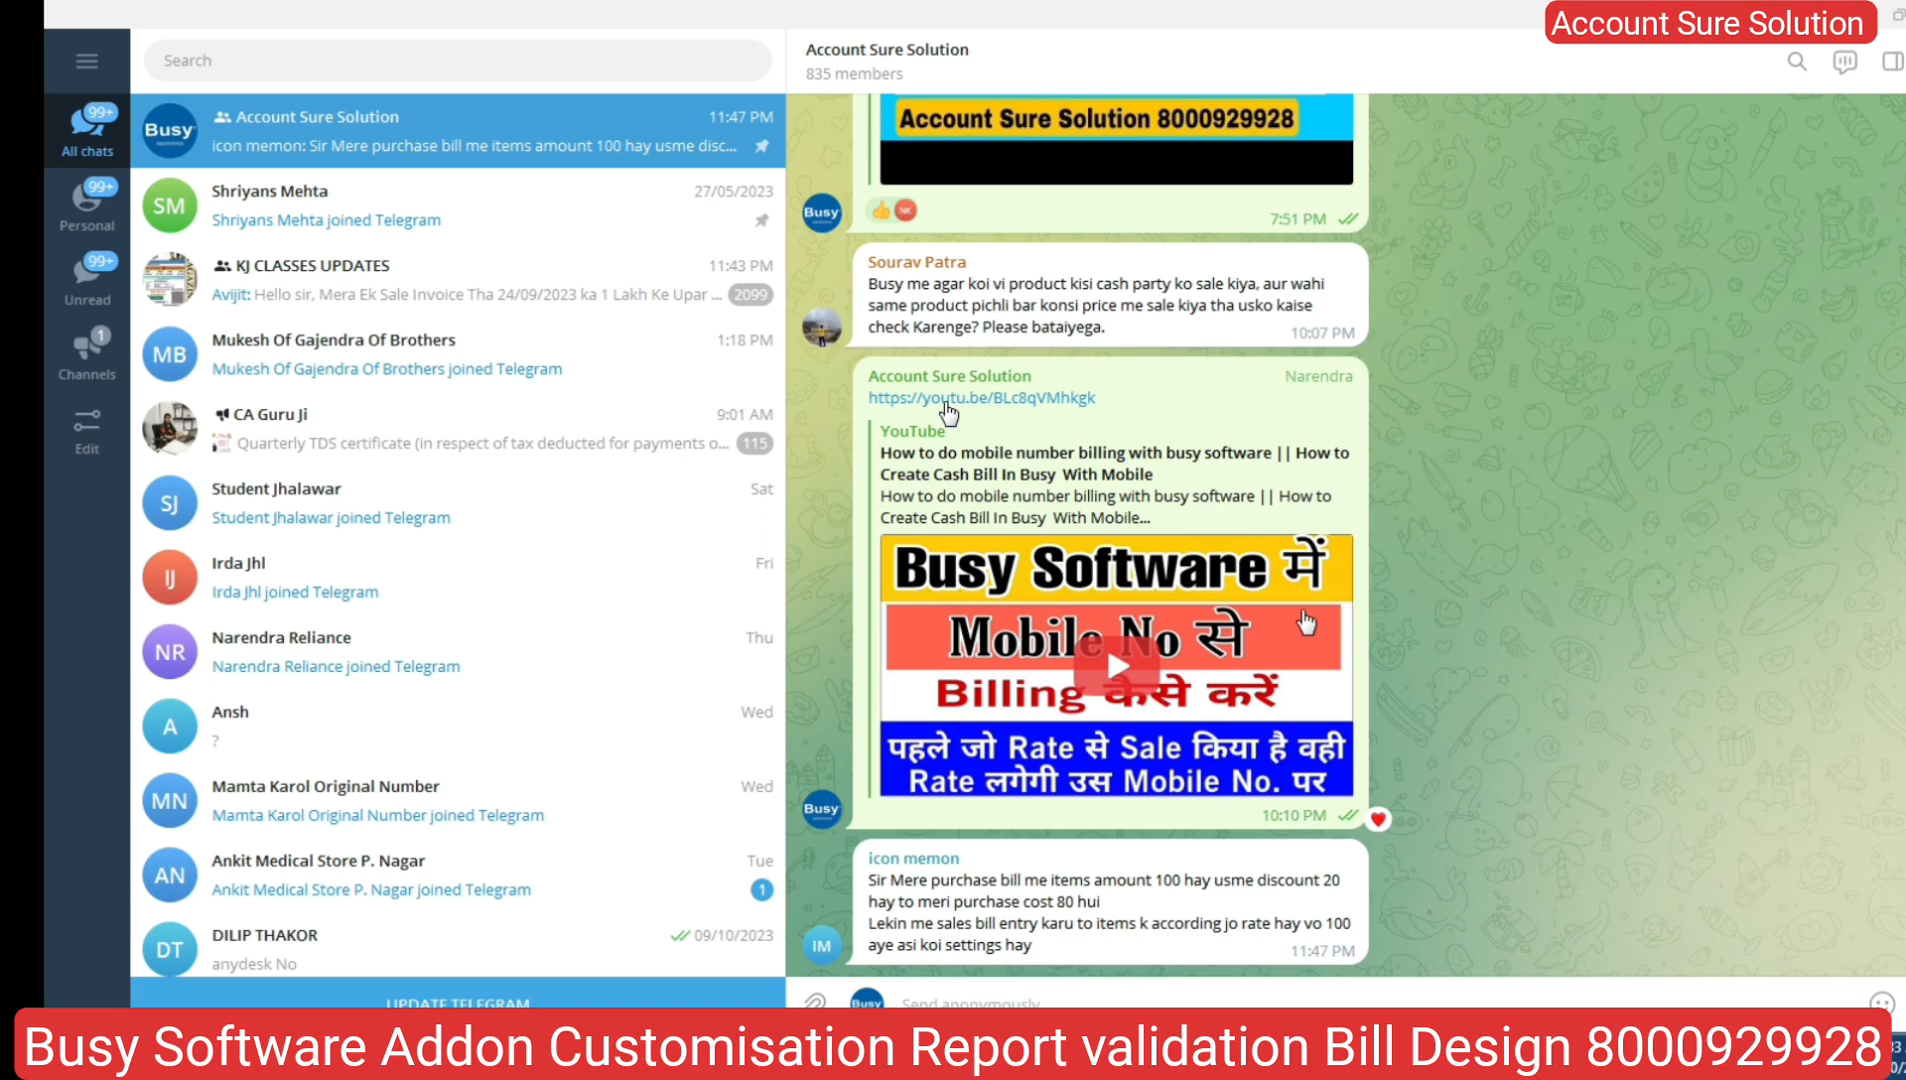 Account Sure Solution
Search
99+
All chats
99+
Personal
99+
Unread
1
Channels
Edit
Busy
Account Sure Solution
11:47 PM
icon memon: Sir Mere purchase bill me items amount 100 hay usme disc...
SM
Shriyans Mehta
27/05/2023
Shriyans Mehta joined Telegram
KJ CLASSES UPDATES
11:43 PM
Avijit: Hello sir, Mera Ek Sale Invoice Tha 24/09/2023 ka 1 Lakh Ke Upar ...
2099
MB
Mukesh Of Gajendra Of Brothers
1:18 PM
Mukesh Of Gajendra Of Brothers joined Telegram
CA Guru Ji
9:01 AM
Quarterly TDS certificate (in respect of tax deducted for payments o...
115
SJ
Student Jhalawar
Sat
Student Jhalawar joined Telegram
IJ
Irda Jhl
Fri
Irda Jhl joined Telegram
NR
Narendra Reliance
Thu
Narendra Reliance joined Telegram
A
Ansh
Wed
?
MN
Mamta Karol Original Number
Wed
Mamta Karol Original Number joined Telegram
AN
Ankit Medical Store P. Nagar
Tue
Ankit Medical Store P. Nagar joined Telegram
1
DT
DILIP THAKOR
09/10/2023
anydesk No
UPDATE TELEGRAM
Account Sure Solution
835 members
Account Sure Solution 8000929928
Busy
NK
7:51 PM
Sourav Patra
Busy me agar koi vi product kisi cash party ko sale kiya, aur wahi
same product pichli bar konsi price me sale kiya tha usko kaise
check Karenge? Please bataiyega.
10:07 PM
Account Sure Solution
Narendra
https://youtu.be/BLc8qVMhkgk
YouTube
How to do mobile number billing with busy software || How to
Create Cash Bill In Busy With Mobile
How to do mobile number billing with busy software || How to
Create Cash Bill In Busy With Mobile...
Busy Software में
Mobile No से
Billing कैसे करें
पहले जो Rate से Sale किया है वही
Rate लगेगी उस Mobile No. पर
Busy
10:10 PM
icon memon
Sir Mere purchase bill me items amount 100 hay usme discount 20
hay to meri purchase cost 80 hui
Lekin me sales bill entry karu to items k according jo rate hay vo 100
aye asi koi settings hay
IM
11:47 PM
Busy
Send anonymously
Busy Software Addon Customisation Report validation Bill Design 8000929928